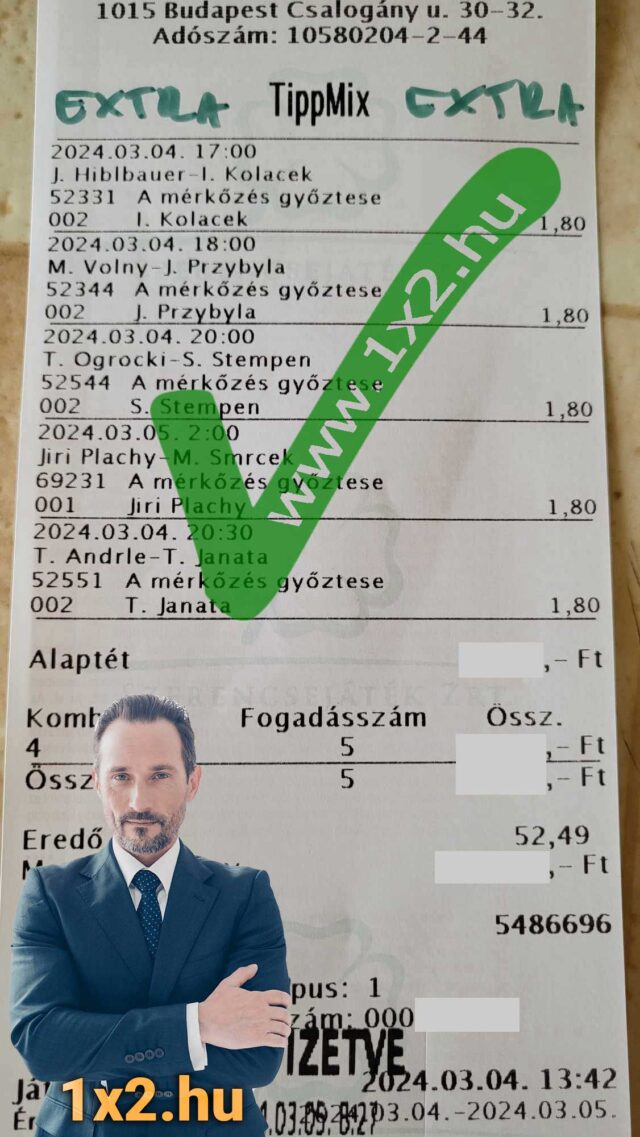 1015 Budapest Csalogány u. 30-32.
Adószám: 10580204-2-44
EXTRA TippMix EXTRA
2024.03.04. 17:00
J. Hiblbauer-I. Kolacek
52331 A mérkőzés győztese
002 I. Kolacek 1,80
2024.03.04. 18:00
M. Volny-J. Przybyla
52344 A mérkőzés győztese
002 J. Przybyla 1,80
2024.03.04. 20:00
T. Ogrocki-S. Stempen
52544 A mérkőzés győztese
002 S. Stempen 1,80
2024.03.05. 2:00
Jiri Plachy-M. Smrcek
69231 A mérkőzés győztese
001 Jiri Plachy 1,80
2024.03.04. 20:30
T. Andrle-T. Janata
52551 A mérkőzés győztese
002 T. Janata 1,80
www.1x2.hu
Alaptét ,- Ft
SZERENCSEJÁTÉK ZRT.
Fogadásszám Össz.
4 5 ,- Ft
5 ,- Ft
Eredő 52,49
,- Ft
5486696
1
000
2024.03.04. 13:42
2024.03.04.-2024.03.05.
1x2.hu